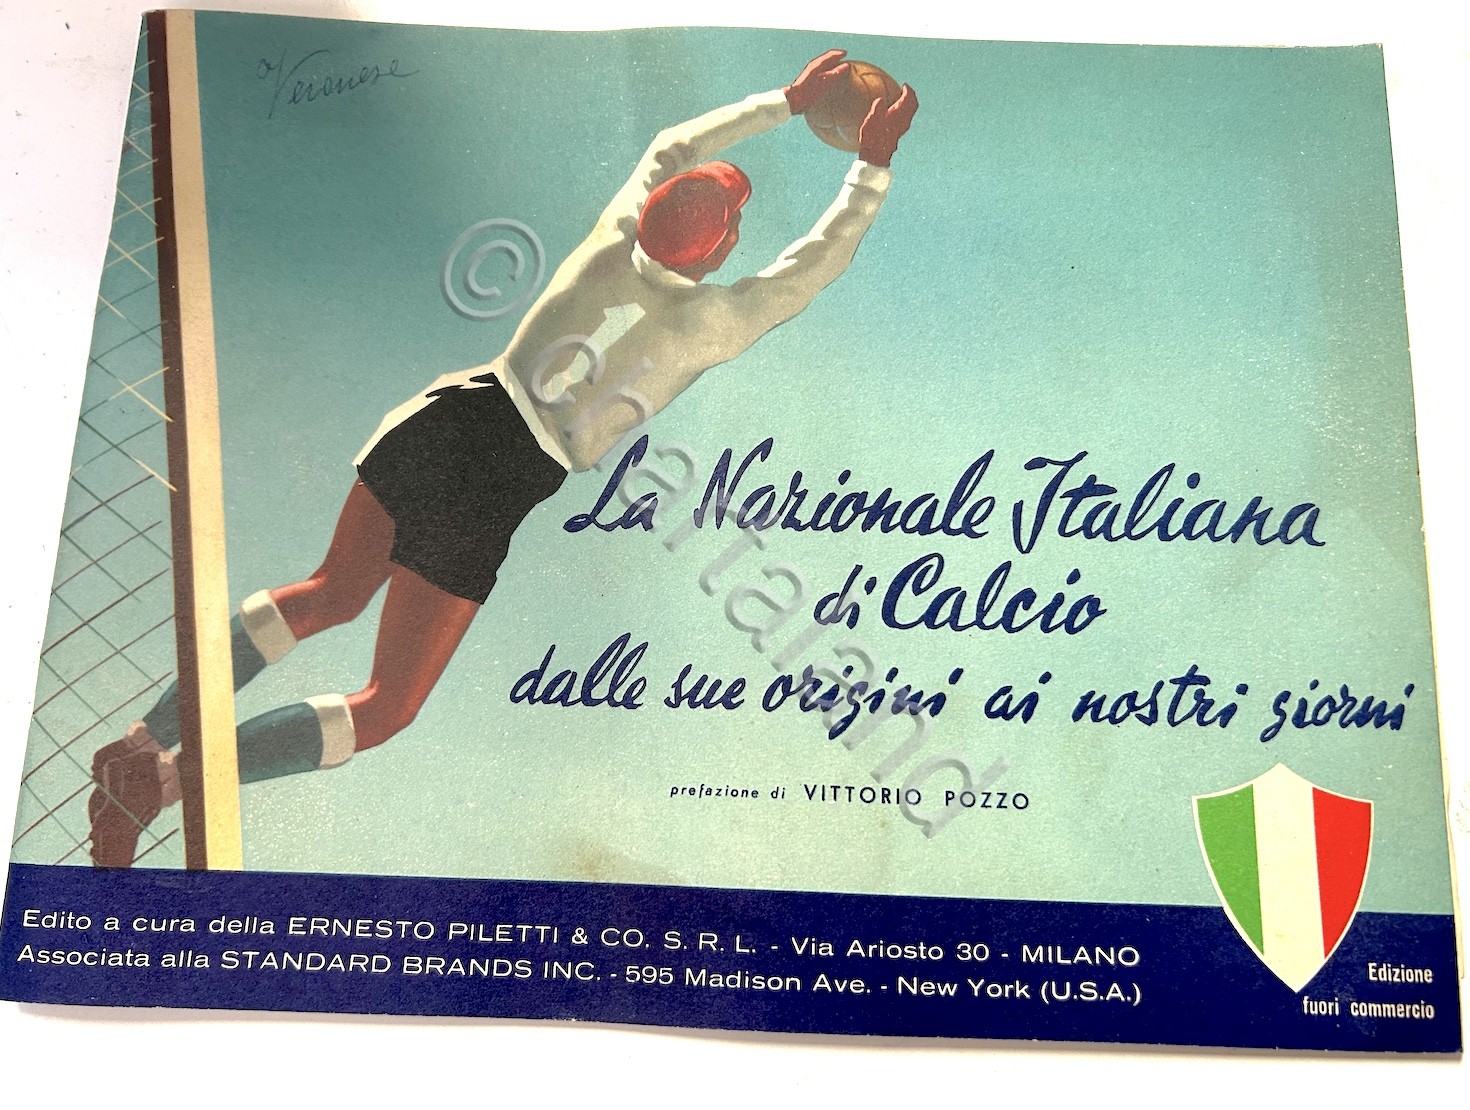 Veronese
1
La Nazionale Italiana
di Calcio
dalle sue origini ai nostri giorni
prefazione di VITTORIO POZZO
Edito a cura della ERNESTO PILETTI & CO. S. R. L. - Via Ariosto 30 - MILANO
Associata alla STANDARD BRANDS INC. - 595 Madison Ave. - New York (U.S.A.)
Edizione
fuori commercio
© chartaland